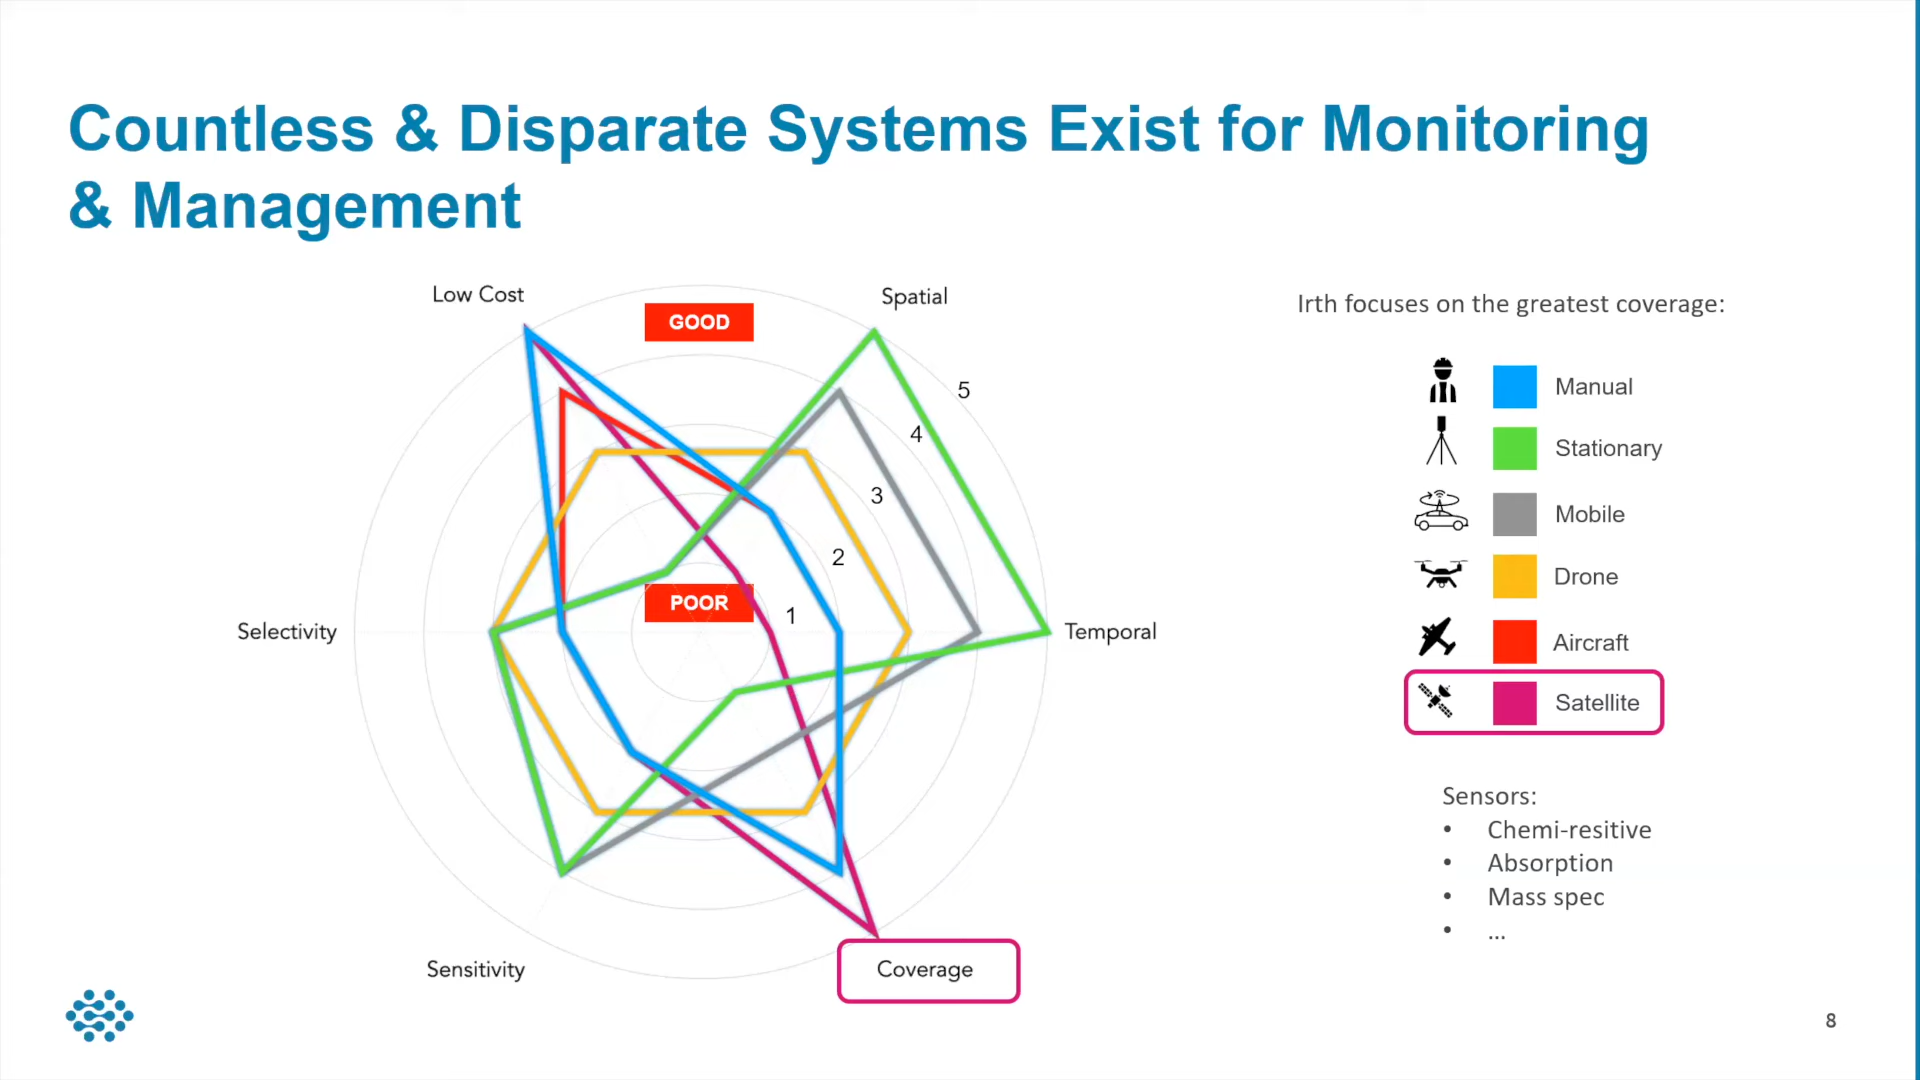 Countless & Disparate Systems Exist for Monitoring
& Management
Low Cost
Spatial
GOOD
5
4
3
2
1
POOR
Selectivity
Temporal
Sensitivity
Coverage
Irth focuses on the greatest coverage:
Manual
Stationary
Mobile
Drone
Aircraft
Satellite
Sensors:
• Chemi-resitive
• Absorption
• Mass spec
• ...
8